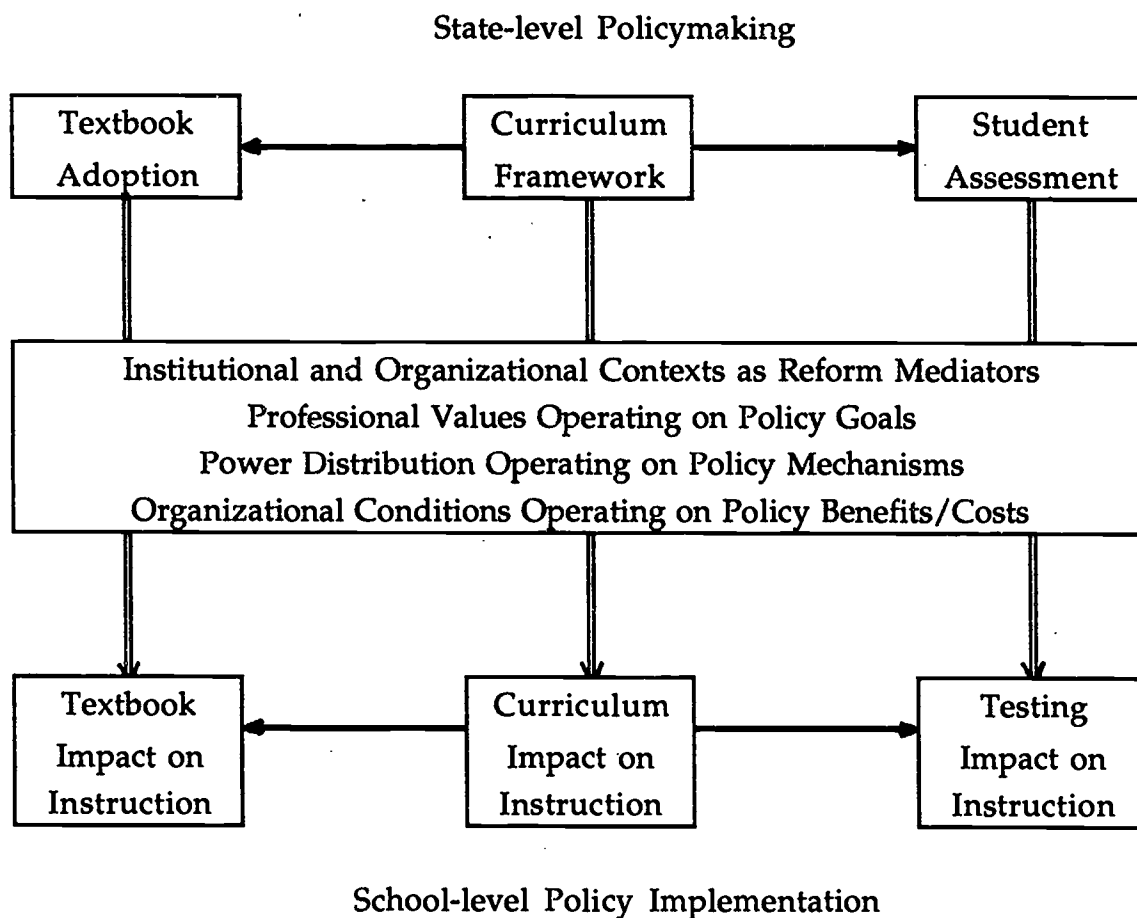 State-level Policymaking
Textbook
Adoption
Curriculum
Framework
Student
Assessment
Institutional and Organizational Contexts as Reform Mediators
Professional Values Operating on Policy Goals
Power Distribution Operating on Policy Mechanisms
Organizational Conditions Operating on Policy Benefits/Costs
Textbook
Impact on
Instruction
Curriculum
Impact on
Instruction
Testing
Impact on
Instruction
School-level Policy Implementation